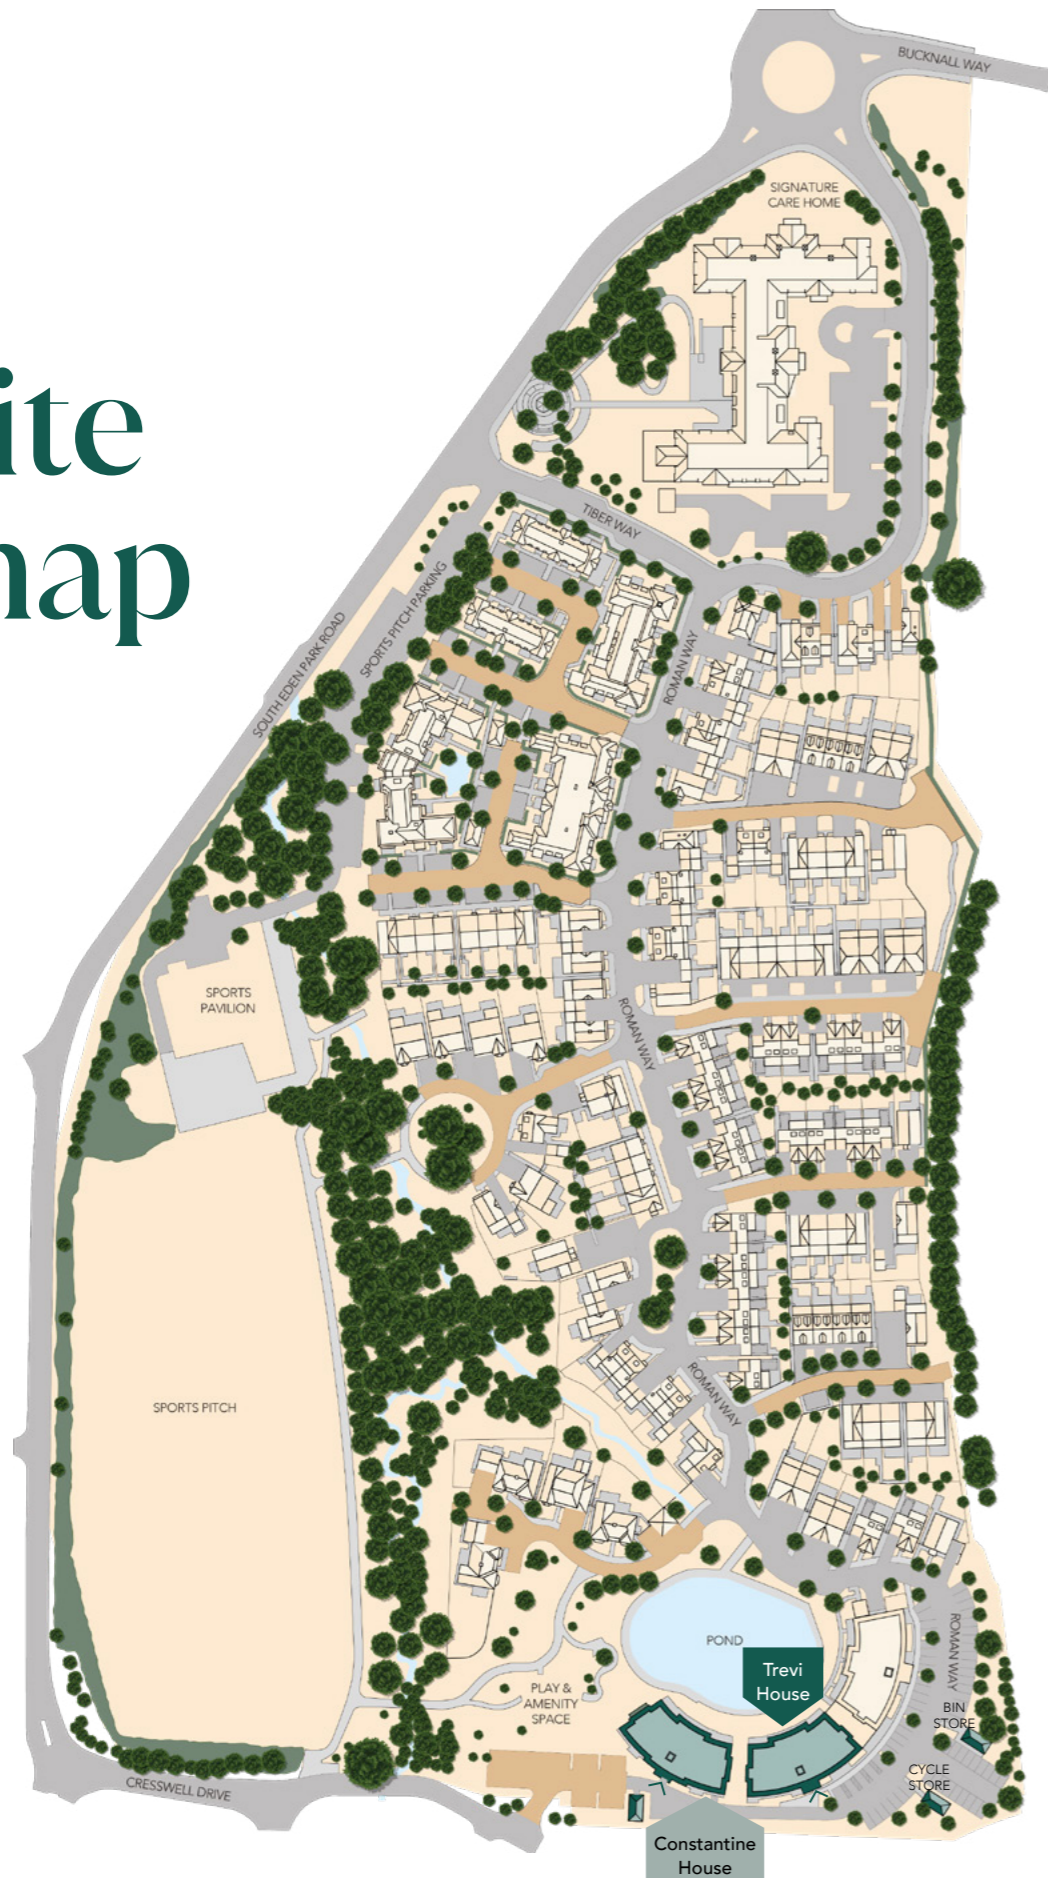 ite
map
BUCKNALL WAY
SIGNATURE
CARE HOME
TIBER WAY
SPORTS PITCH PARKING
SOUTH EDEN PARK ROAD
ROMAN WAY
SPORTS
PAVILION
ROMAN WAY
ROMAN WAY
SPORTS PITCH
POND
Trevi
House
ROMAN WAY
PLAY &
AMENITY
SPACE
BIN
STORE
CYCLE
STORE
CRESSWELL DRIVE
Constantine
House